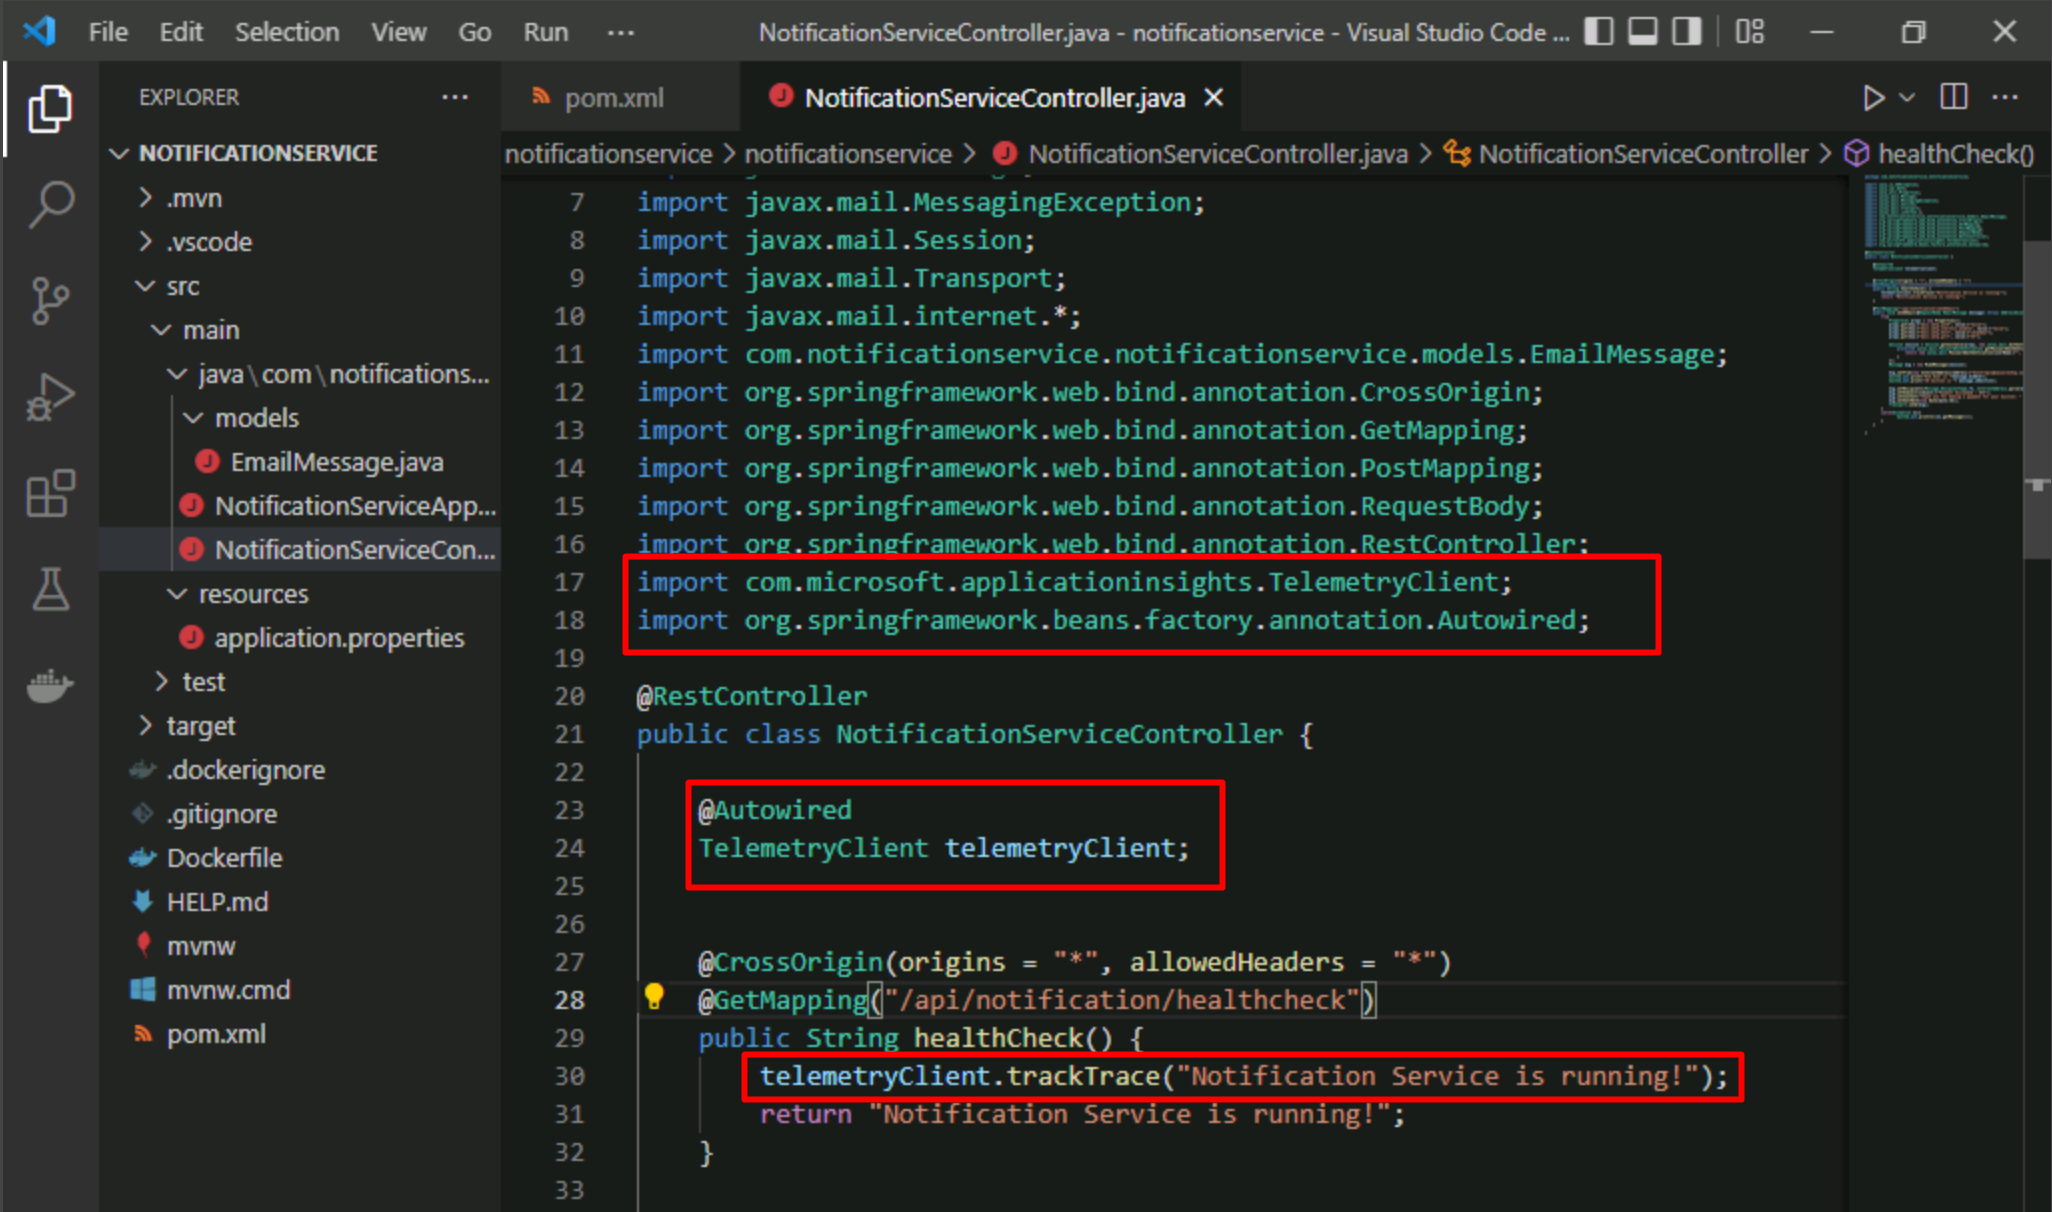 File Edit Selection View Go Run ··· NotificationServiceController.java - notificationservice - Visual Studio Code ...
EXPLORER ···
NOTIFICATIONSERVICE
.mvn
.vscode
src
main
java\com\notifications...
models
EmailMessage.java
NotificationServiceApp...
NotificationServiceCon...
resources
application.properties
test
target
.dockerignore
.gitignore
Dockerfile
HELP.md
mvnw
mvnw.cmd
pom.xml
pom.xml NotificationServiceController.java
notificationservice > notificationservice > NotificationServiceController.java > NotificationServiceController > healthCheck()
7 import javax.mail.MessagingException;
8 import javax.mail.Session;
9 import javax.mail.Transport;
10 import javax.mail.internet.*;
11 import com.notificationservice.notificationservice.models.EmailMessage;
12 import org.springframework.web.bind.annotation.CrossOrigin;
13 import org.springframework.web.bind.annotation.GetMapping;
14 import org.springframework.web.bind.annotation.PostMapping;
15 import org.springframework.web.bind.annotation.RequestBody;
16 import org.springframework.web.bind.annotation.RestController;
17 import com.microsoft.applicationinsights.TelemetryClient;
18 import org.springframework.beans.factory.annotation.Autowired;
19
20 @RestController
21 public class NotificationServiceController {
22
23 @Autowired
24 TelemetryClient telemetryClient;
25
26
27 @CrossOrigin(origins = "*", allowedHeaders = "*")
28 @GetMapping("/api/notification/healthcheck")
29 public String healthCheck() {
30 telemetryClient.trackTrace("Notification Service is running!");
31 return "Notification Service is running!";
32 }
33